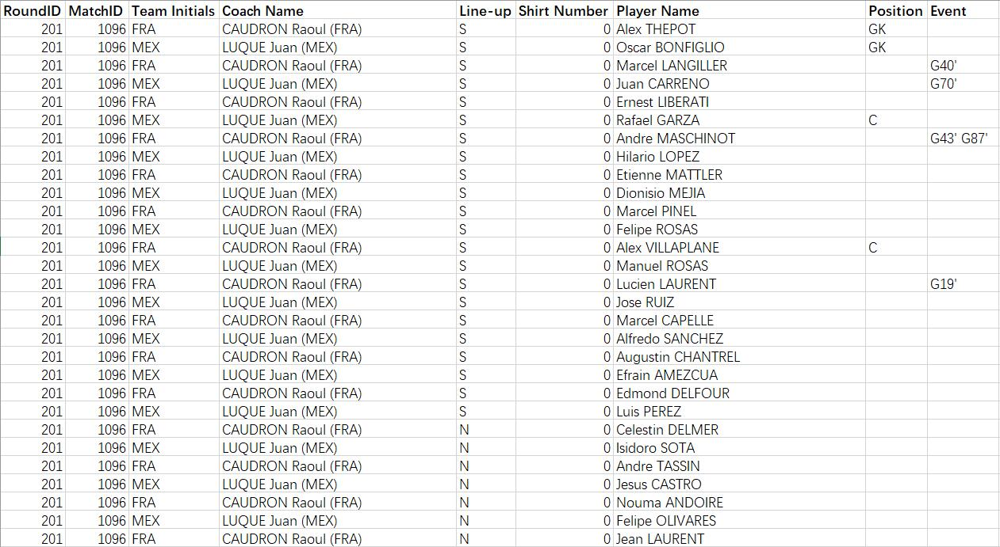 RoundID MatchID Team Initials Coach Name Line-up Shirt Number Player Name Position Event
201 1096 FRA CAUDRON Raoul (FRA) S 0 Alex THEPOT GK
201 1096 MEX LUQUE Juan (MEX) S 0 Oscar BONFIGLIO GK
201 1096 FRA CAUDRON Raoul (FRA) S 0 Marcel LANGILLER G40'
201 1096 MEX LUQUE Juan (MEX) S 0 Juan CARRENO G70'
201 1096 FRA CAUDRON Raoul (FRA) S 0 Ernest LIBERATI
201 1096 MEX LUQUE Juan (MEX) S 0 Rafael GARZA C
201 1096 FRA CAUDRON Raoul (FRA) S 0 Andre MASCHINOT G43' G87'
201 1096 MEX LUQUE Juan (MEX) S 0 Hilario LOPEZ
201 1096 FRA CAUDRON Raoul (FRA) S 0 Etienne MATTLER
201 1096 MEX LUQUE Juan (MEX) S 0 Dionisio MEJIA
201 1096 FRA CAUDRON Raoul (FRA) S 0 Marcel PINEL
201 1096 MEX LUQUE Juan (MEX) S 0 Felipe ROSAS
201 1096 FRA CAUDRON Raoul (FRA) S 0 Alex VILLAPLANE C
201 1096 MEX LUQUE Juan (MEX) S 0 Manuel ROSAS
201 1096 FRA CAUDRON Raoul (FRA) S 0 Lucien LAURENT G19'
201 1096 MEX LUQUE Juan (MEX) S 0 Jose RUIZ
201 1096 FRA CAUDRON Raoul (FRA) S 0 Marcel CAPELLE
201 1096 MEX LUQUE Juan (MEX) S 0 Alfredo SANCHEZ
201 1096 FRA CAUDRON Raoul (FRA) S 0 Augustin CHANTREL
201 1096 MEX LUQUE Juan (MEX) S 0 Efrain AMEZCUA
201 1096 FRA CAUDRON Raoul (FRA) S 0 Edmond DELFOUR
201 1096 MEX LUQUE Juan (MEX) S 0 Luis PEREZ
201 1096 FRA CAUDRON Raoul (FRA) N 0 Celestin DELMER
201 1096 MEX LUQUE Juan (MEX) N 0 Isidoro SOTA
201 1096 FRA CAUDRON Raoul (FRA) N 0 Andre TASSIN
201 1096 MEX LUQUE Juan (MEX) N 0 Jesus CASTRO
201 1096 FRA CAUDRON Raoul (FRA) N 0 Nouma ANDOIRE
201 1096 MEX LUQUE Juan (MEX) N 0 Felipe OLIVARES
201 1096 FRA CAUDRON Raoul (FRA) N 0 Jean LAURENT